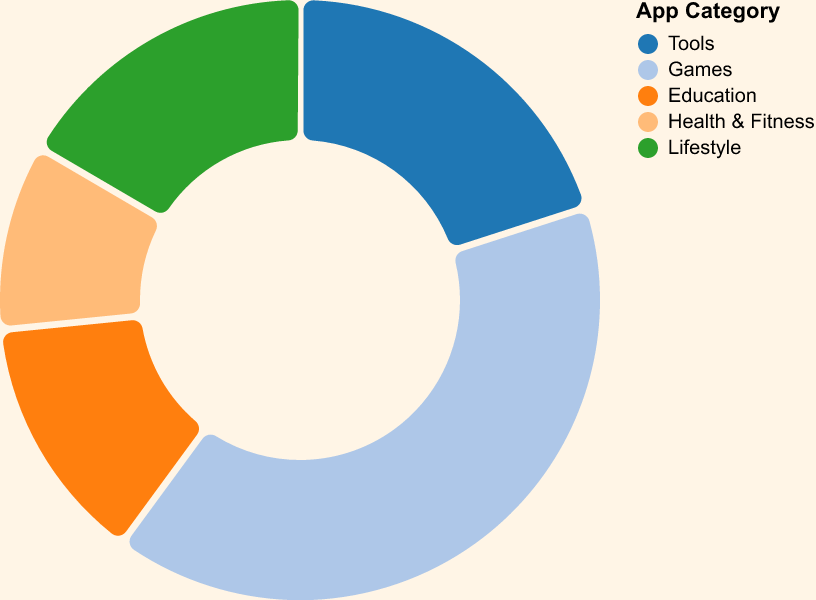 App Category
Tools
Games
Education
Health & Fitness
Lifestyle